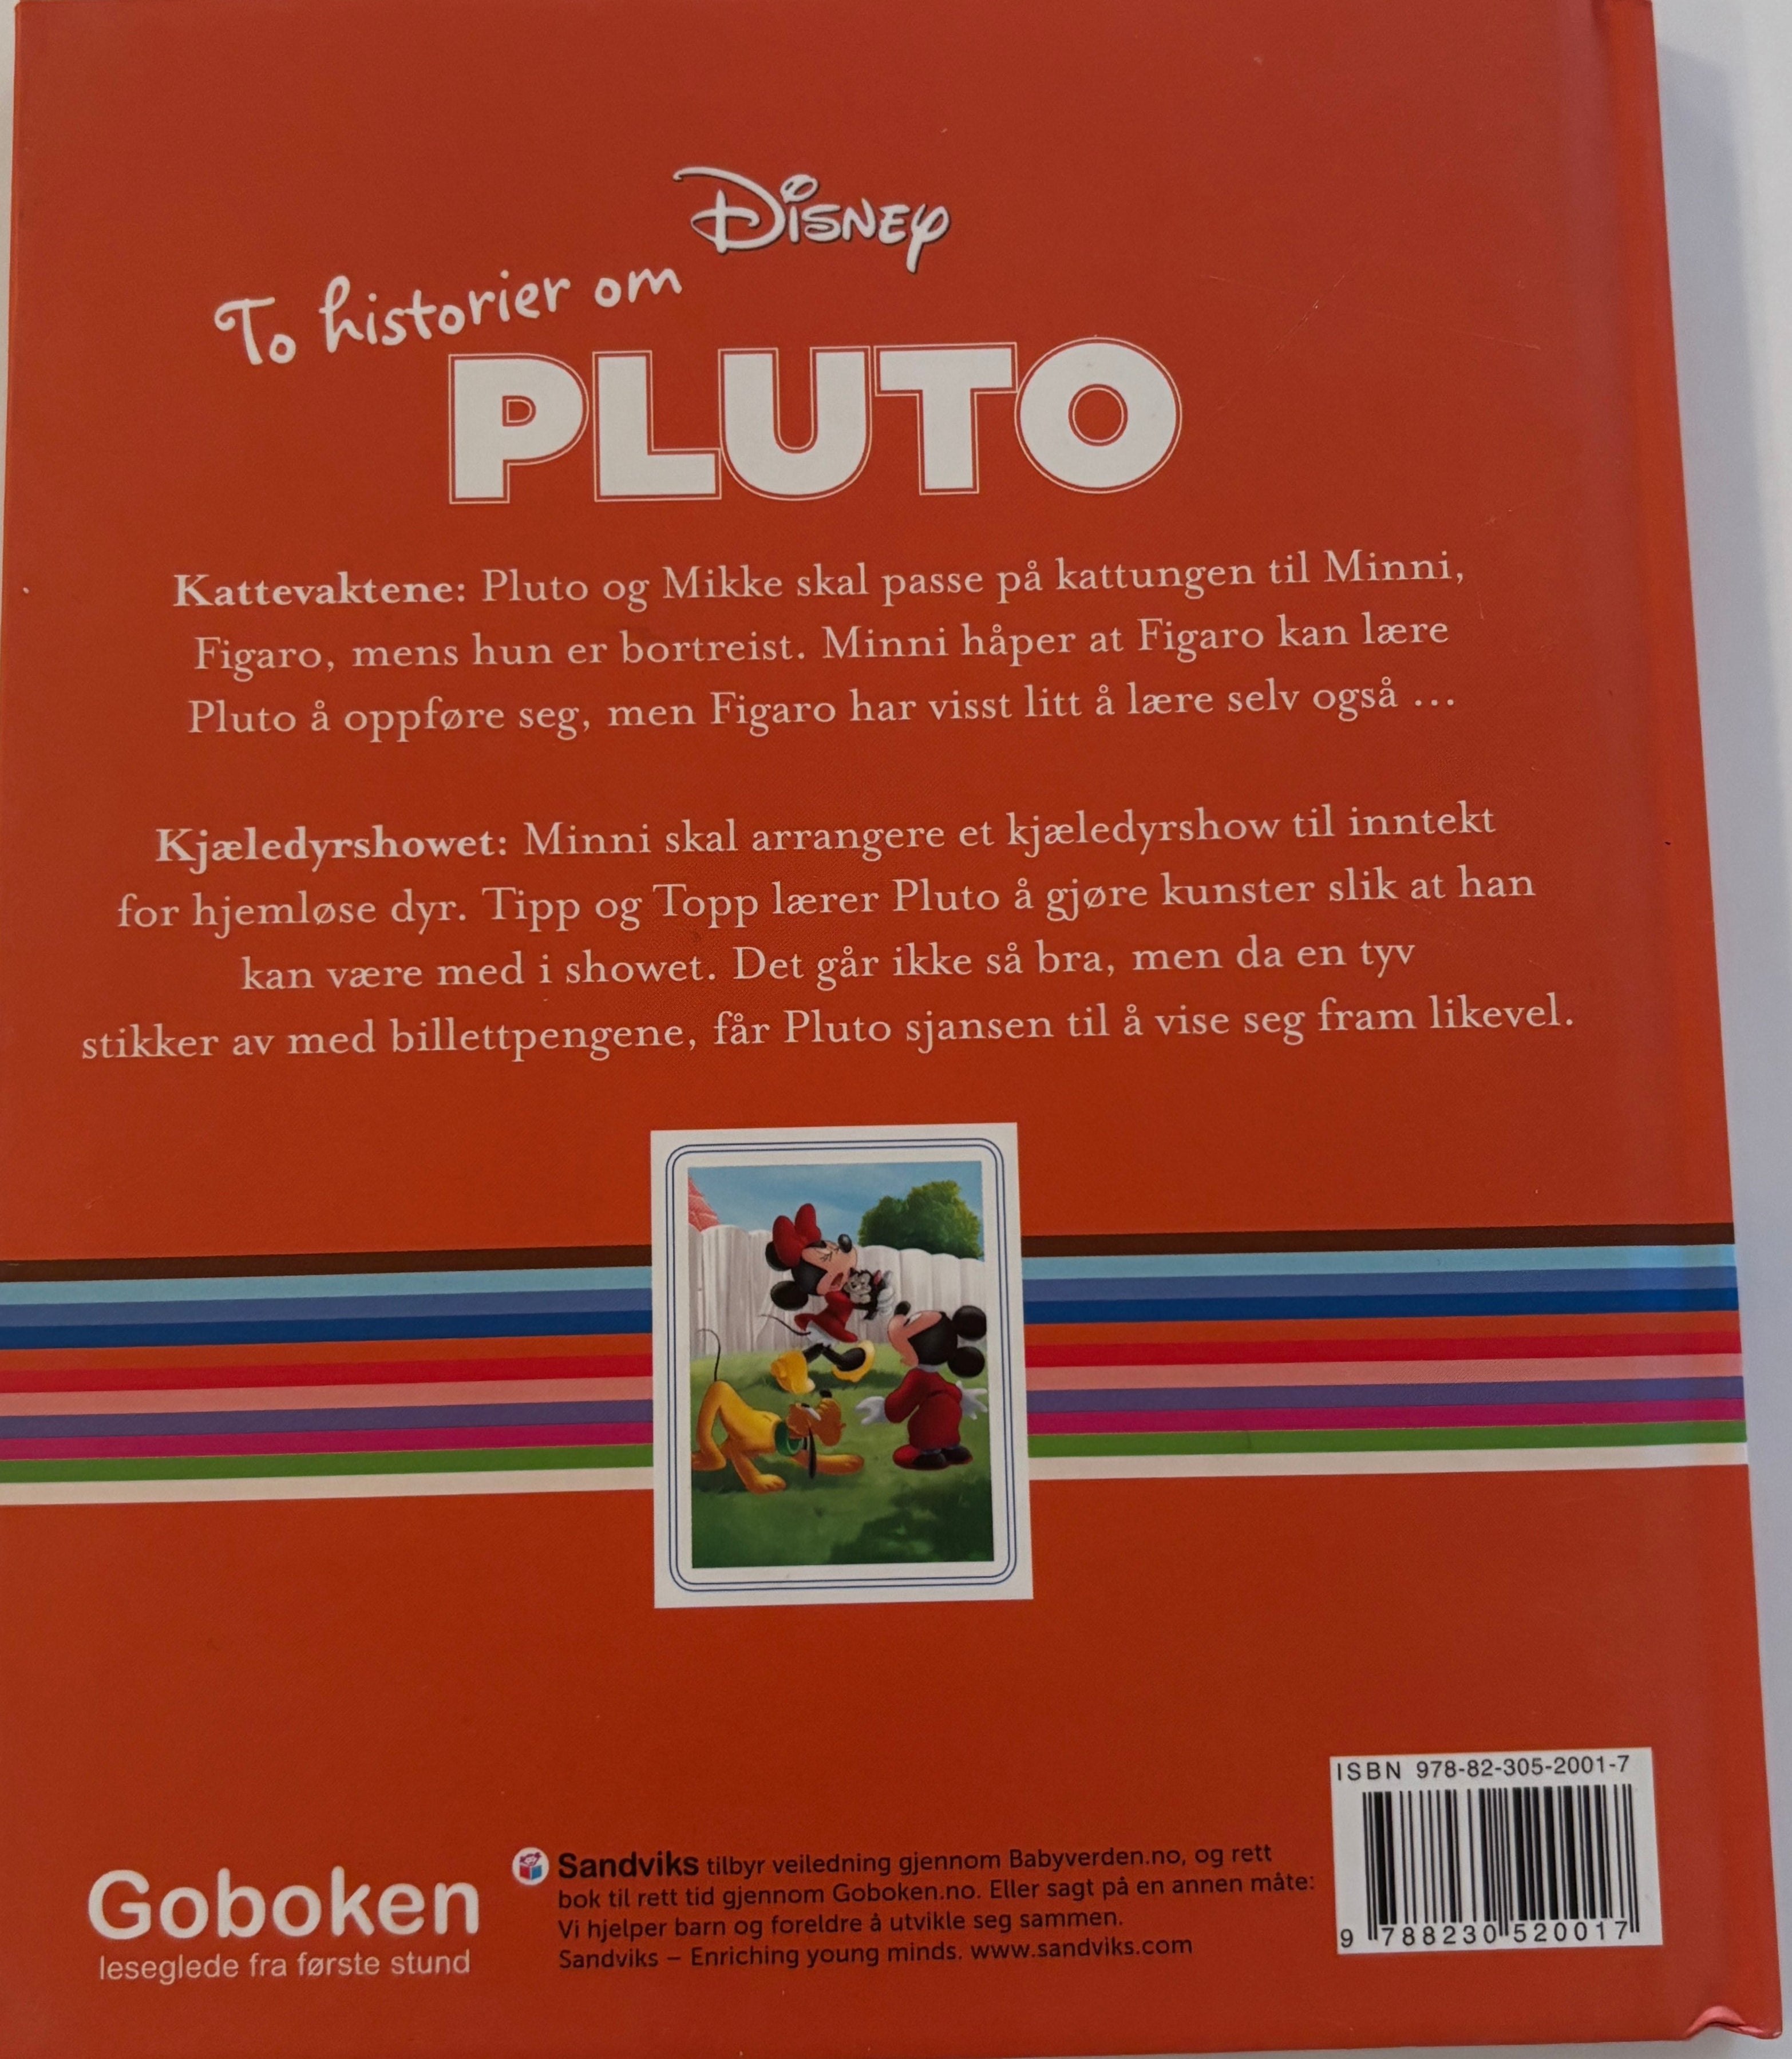 Disney
To historier om
PLUTO
Kattevaktene: Pluto og Mikke skal passe på kattungen til Minni,
Figaro, mens hun er bortreist. Minni håper at Figaro kan lære
Pluto å oppføre seg, men Figaro har visst litt å lære selv også ...
Kjæledyrshowet: Minni skal arrangere et kjæledyrshow til inntekt
for hjemløse dyr. Tipp og Topp lærer Pluto å gjøre kunster slik at han
kan være med i showet. Det går ikke så bra, men da en tyv
stikker av med billettpengene, får Pluto sjansen til å vise seg fram likevel.
Goboken
leseglede fra første stund
Sandviks tilbyr veiledning gjennom Babyverden.no, og rett
bok til rett tid gjennom Goboken.no. Eller sagt på en annen måte:
Vi hjelper barn og foreldre å utvikle seg sammen.
Sandviks – Enriching young minds. www.sandviks.com
ISBN 978-82-305-2001-7
9 788230 520017